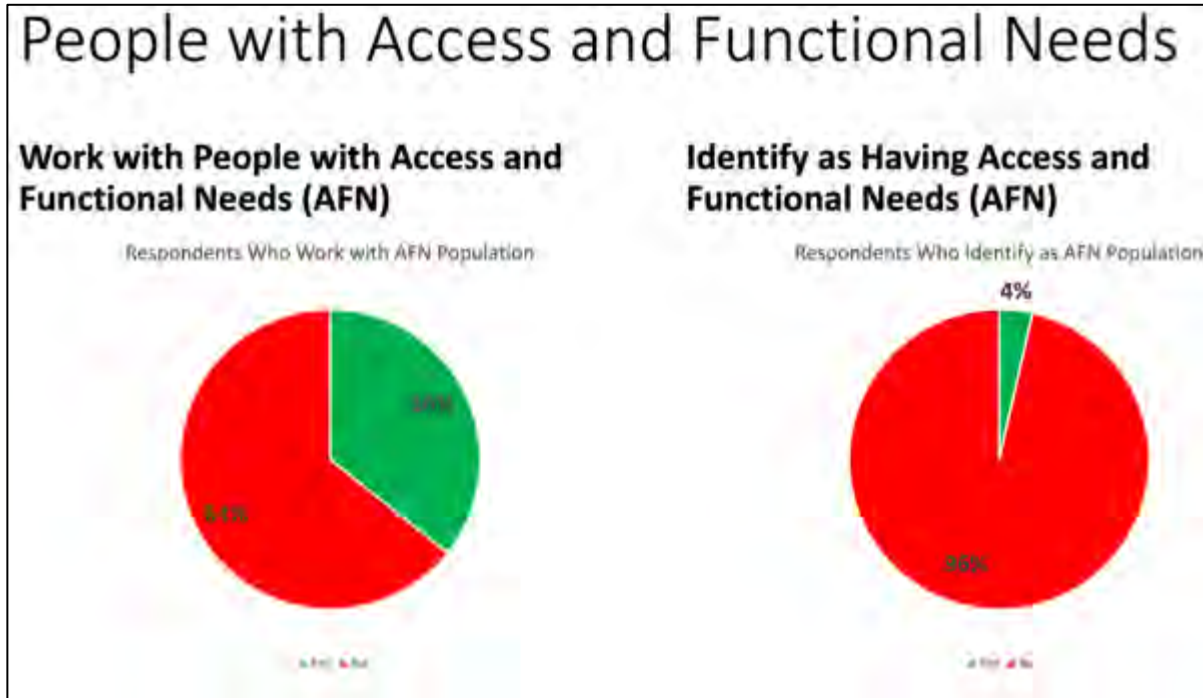 People with Access and Functional Needs
Work with People with Access and
Functional Needs (AFN)
Identify as Having Access and
Functional Needs (AFN)
Respondents Who Work with AFN Population
Respondents Who Identify as AFN Population
4%
96%